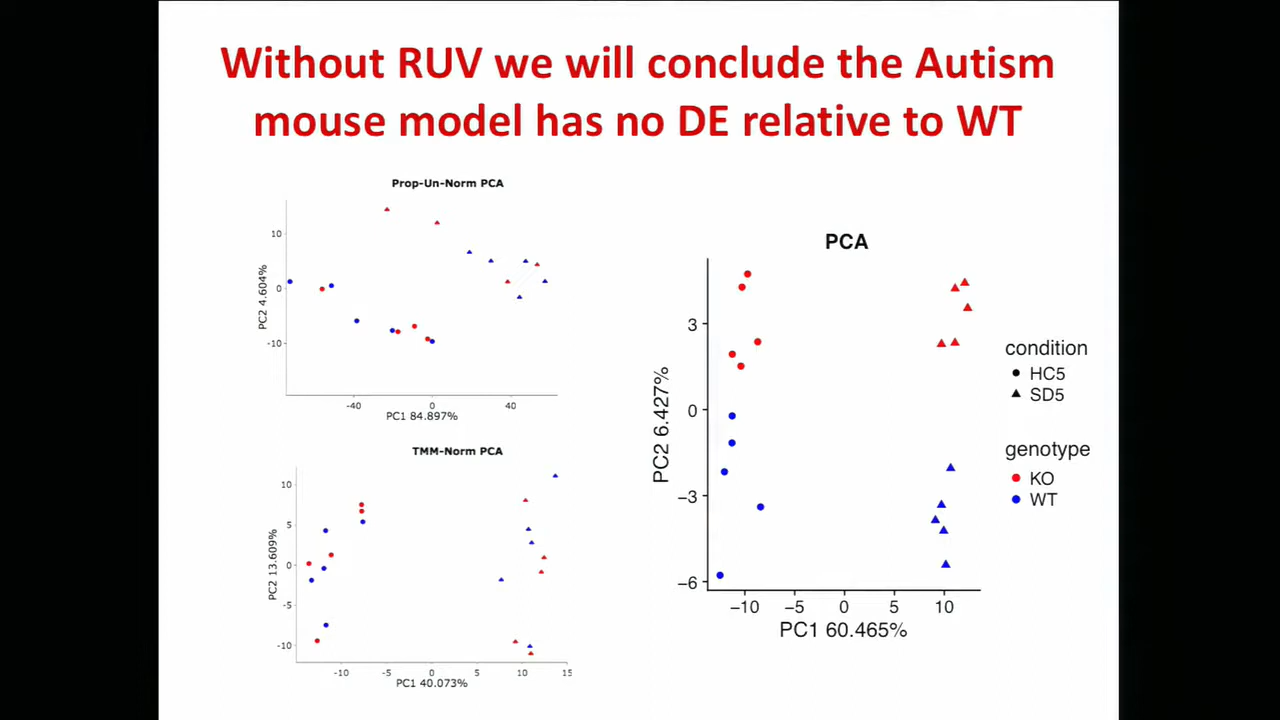 Without RUV we will conclude the Autism
mouse model has no DE relative to WT
Prop-Un-Norm PCA
10
0
-10
PC2 4.604%
-40
0
40
PC1 84.897%
TMM-Norm PCA
10
5
0
-5
-10
PC2 13.609%
-10
-5
0
5
10
15
PC1 40.073%
PCA
3
0
−3
−6
PC2 6.427%
−10
−5
0
5
10
PC1 60.465%
condition
HC5
SD5
genotype
KO
WT